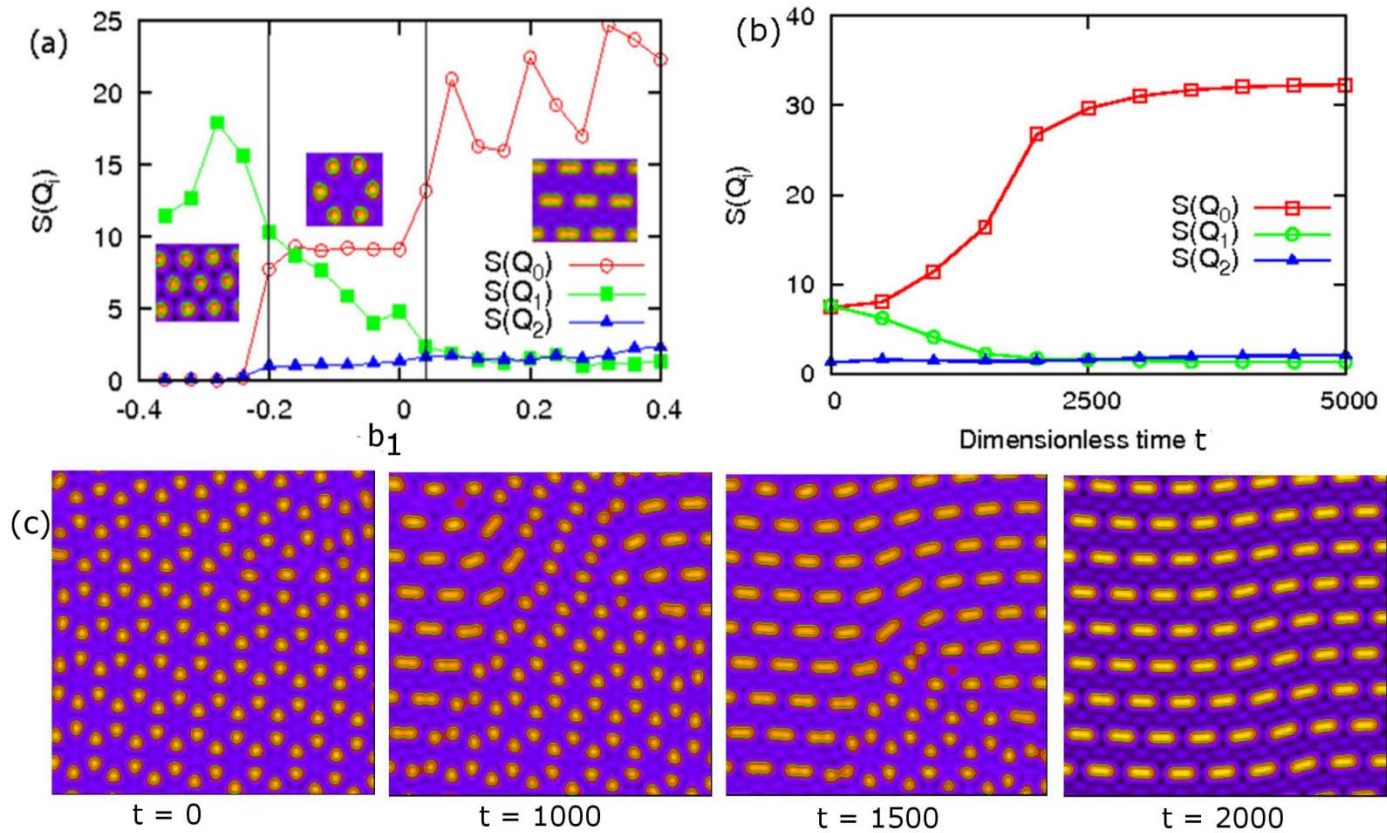 (a)
25
20
15
10
5
0
S(Q_i)
-0.4 -0.2 0 0.2 0.4
b_1
S(Q_0)
S(Q_1)
S(Q_2)
(b)
40
30
20
10
0
S(Q_i)
0 2500 5000
Dimensionless time t
S(Q_0)
S(Q_1)
S(Q_2)
(c)
t = 0 t = 1000 t = 1500 t = 2000